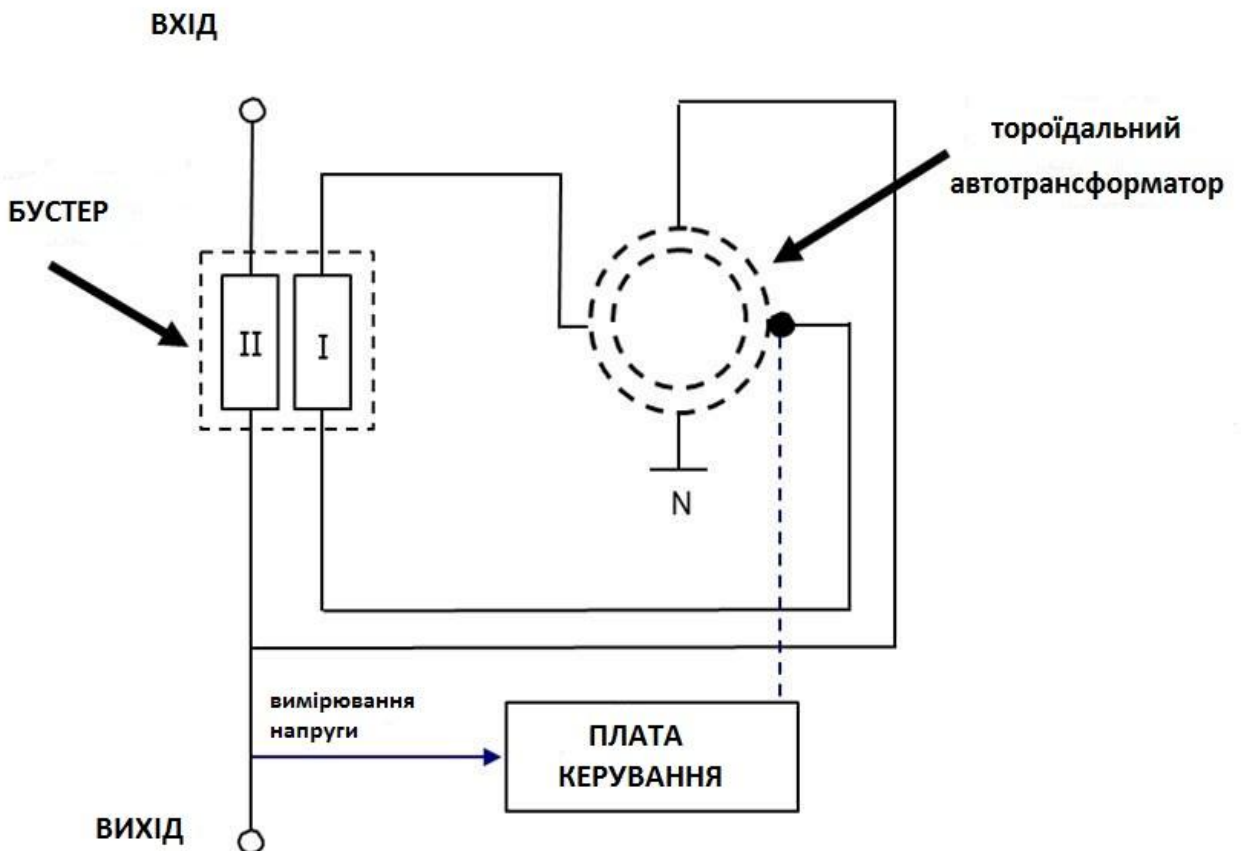 ВХІД
тороїдальний
автотрансформатор
БУСТЕР
II
I
N
вимірювання
напруги
ПЛАТА
КЕРУВАННЯ
ВИХІД